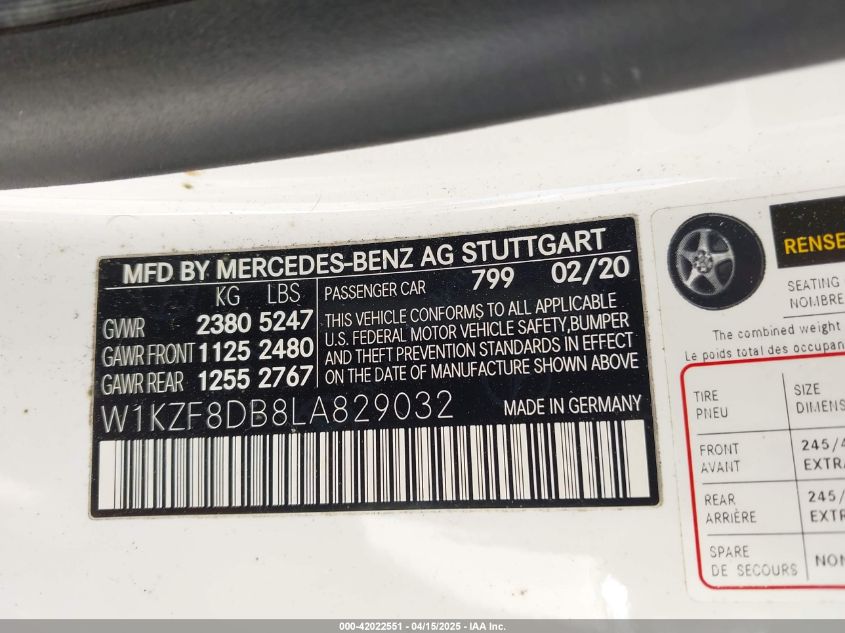 MFD BY MERCEDES-BENZ AG STUTTGART
KG LBS
GVWR 2380 5247
GAWR FRONT 1125 2480
GAWR REAR 1255 2767
PASSENGER CAR 799 02/20
THIS VEHICLE CONFORMS TO ALL APPLICABLE
U.S. FEDERAL MOTOR VEHICLE SAFETY, BUMPER
AND THEFT PREVENTION STANDARDS IN EFFECT
ON THE DATE OF MANUFACTURE SHOWN ABOVE
W1KZF8DB8LA829032 MADE IN GERMANY
RENSE
SEATING
NOMBRE
The combined weight
Le poids total des occupan
TIRE SIZE
PNEU DIMENS
FRONT 245/4
AVANT EXTRA
REAR 245/
ARRIÈRE EXTR
SPARE NON
DE SECOURS
000-42022551 - 04/15/2025 - IAA Inc.